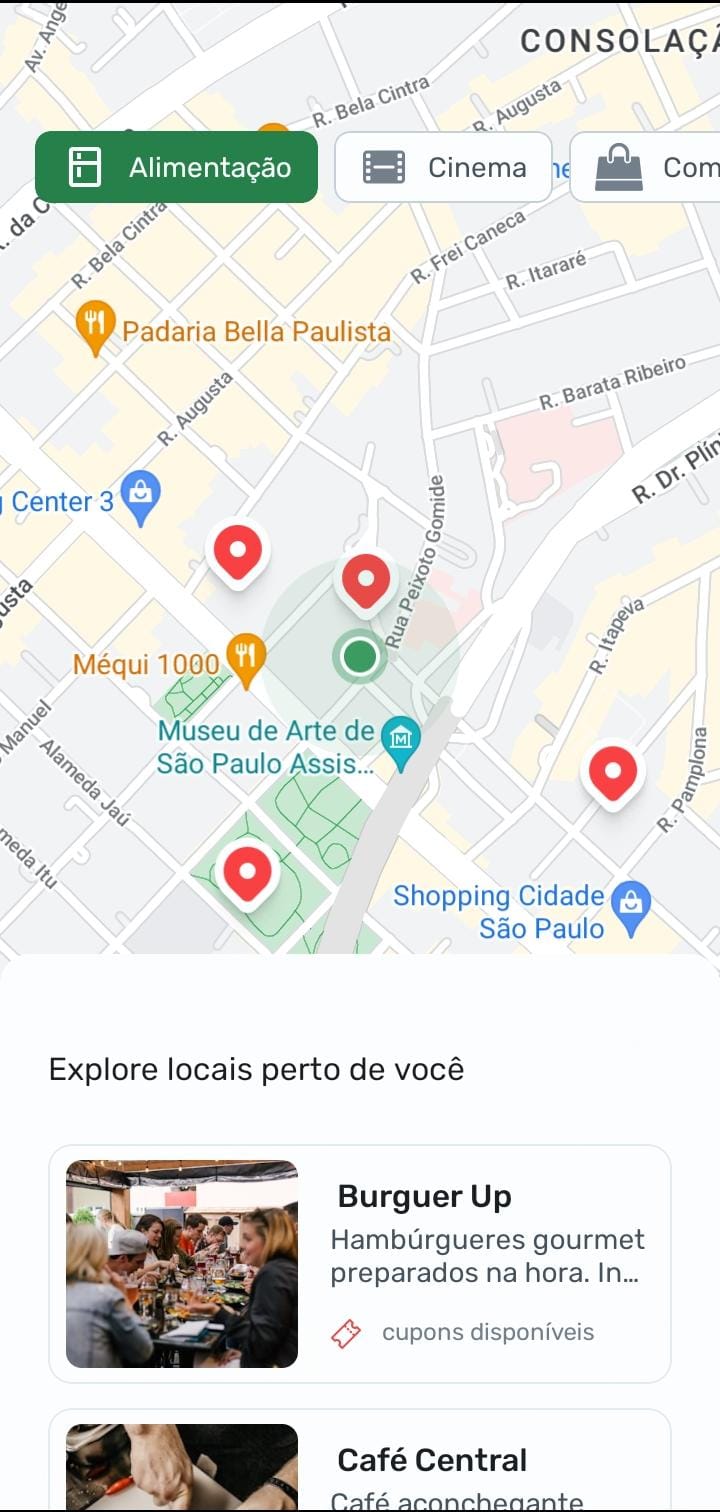 Av. Ange
CONSOLAÇÃ
R. Bela Cintra
R. Augusta
Alimentação
Cinema
Com
R. Bela Cintra
R. Frei Caneca
R. Itararé
Padaria Bella Paulista
R. Barata Ribeiro
R. Augusta
R. Dr. Plín
g Center 3
Rua Peixoto Gomide
usta
R. Itapeva
Méqui 1000
Manuel
Museu de Arte de
São Paulo Assis...
Alameda Jaú
R. Pamplona
meda Itu
Shopping Cidade
São Paulo
Explore locais perto de você
Burguer Up
Hambúrgueres gourmet
preparados na hora. In...
cupons disponíveis
Café Central
Café aconchegante